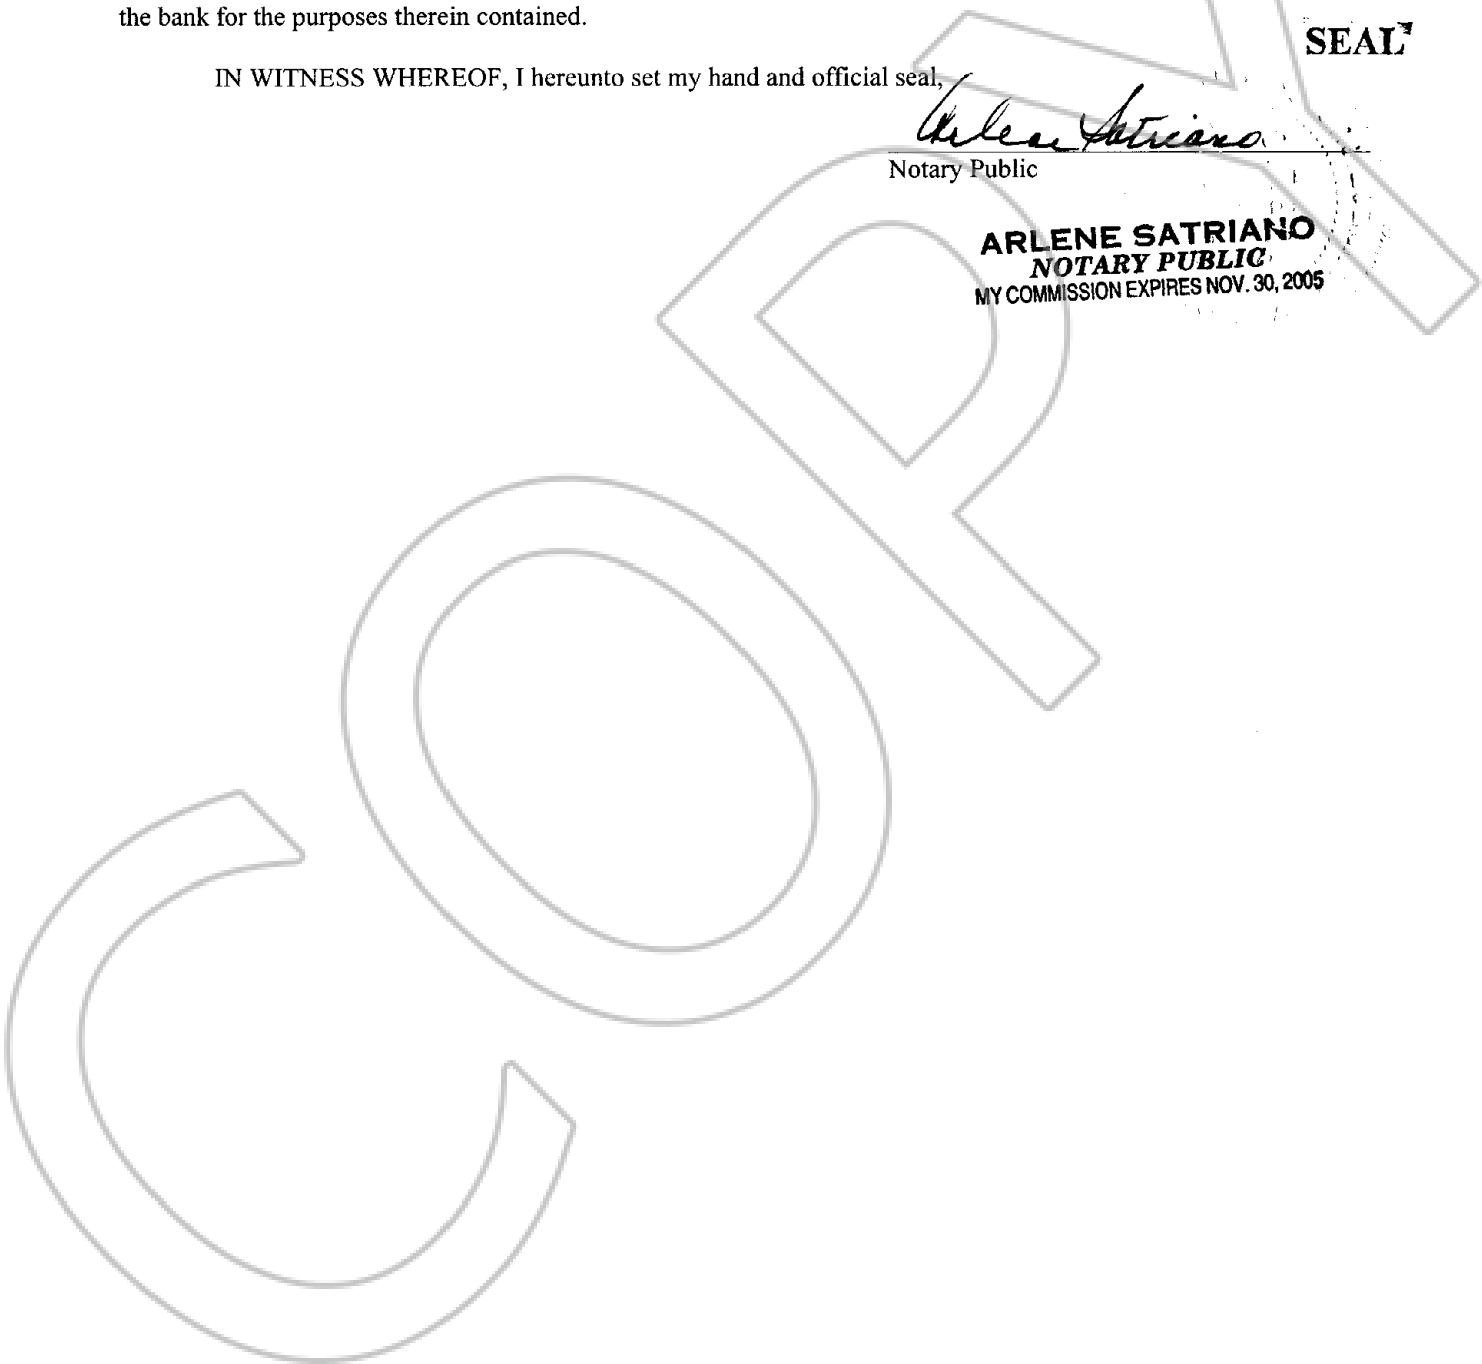 the bank for the purposes therein contained.
SEAL
IN WITNESS WHEREOF, I hereunto set my hand and official seal,
Arlene Satriano
Notary Public
ARLENE SATRIANO
NOTARY PUBLIC
MY COMMISSION EXPIRES NOV. 30, 2005
COPY